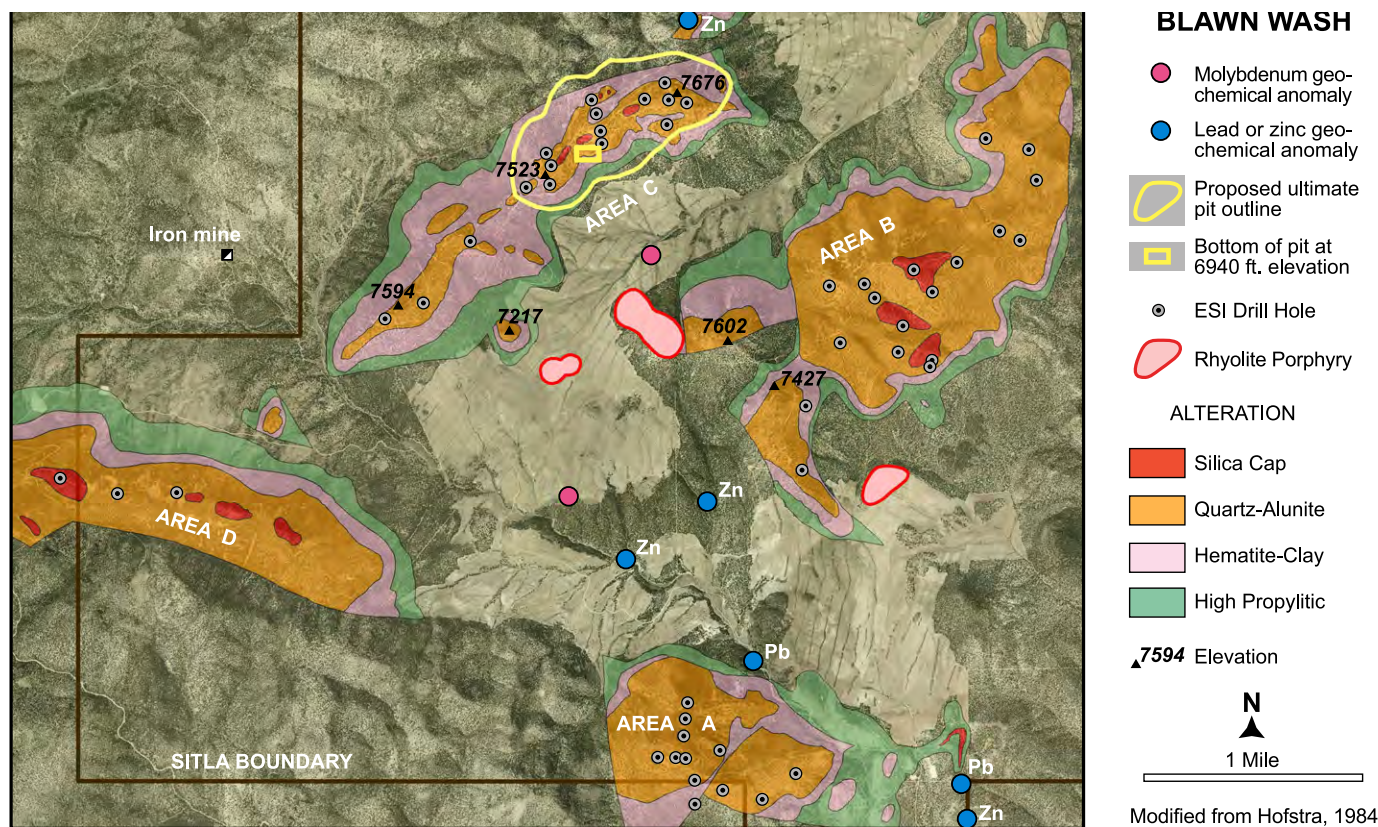 Zn
7676
7523
AREA C
AREA B
Iron mine
7594
7217
7602
7427
AREA D
Zn
Zn
Pb
AREA A
SITLA BOUNDARY
Pb
Zn
BLAWN WASH
Molybdenum geo-
chemical anomaly
Lead or zinc geo-
chemical anomaly
Proposed ultimate
pit outline
Bottom of pit at
6940 ft. elevation
ESI Drill Hole
Rhyolite Porphyry
ALTERATION
Silica Cap
Quartz-Alunite
Hematite-Clay
High Propylitic
7594 Elevation
N
1 Mile
Modified from Hofstra, 1984